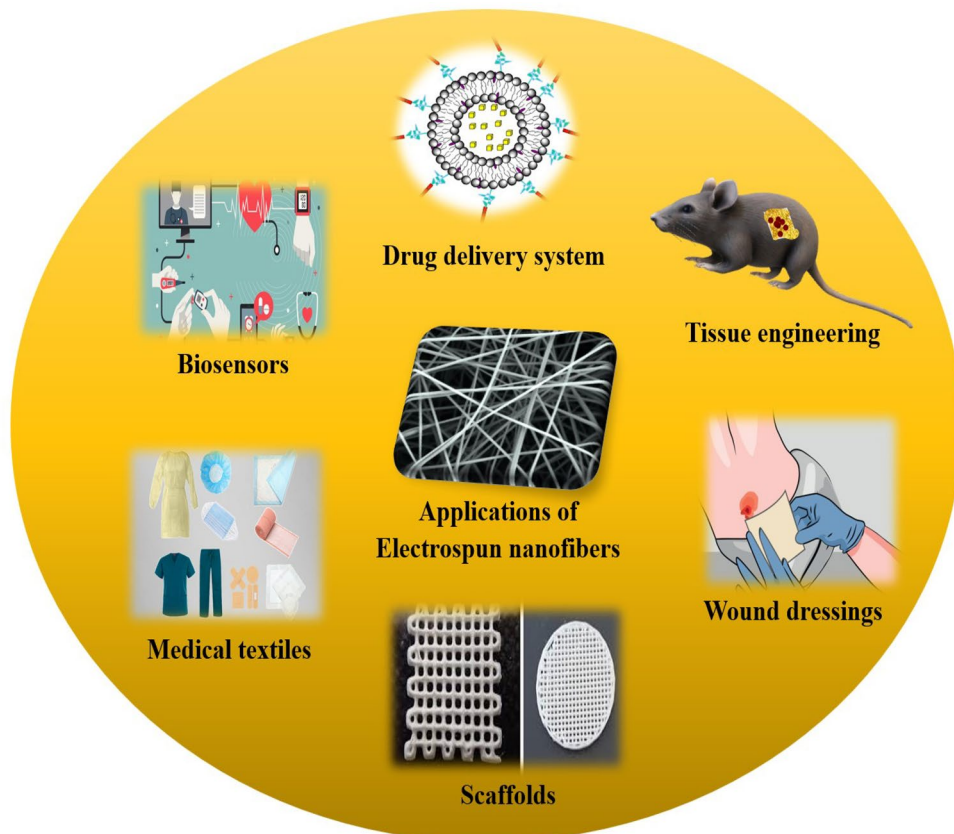 Drug delivery system
Tissue engineering
Biosensors
Applications of
Electrospun nanofibers
Wound dressings
Medical textiles
Scaffolds